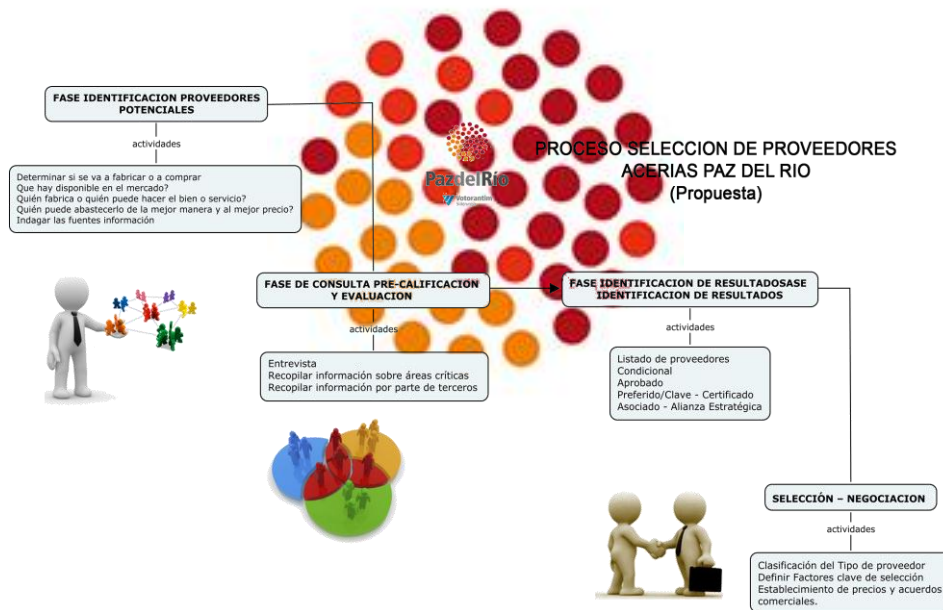 PROCESO SELECCION DE PROVEEDORES
ACERIAS PAZ DEL RIO
(Propuesta)
PazdelRío
Votorantim
FASE IDENTIFICACION PROVEEDORES
POTENCIALES
actividades
Determinar si se va a fabricar o a comprar
Que hay disponible en el mercado?
Quién fabrica o quién puede hacer el bien o servicio?
Quién puede abastecerlo de la mejor manera y al mejor precio?
Indagar las fuentes información
FASE DE CONSULTA PRE-CALIFICACION
Y EVALUACION
actividades
Entrevista
Recopilar información sobre áreas críticas
Recopilar información por parte de terceros
FASE IDENTIFICACION DE RESULTADOSASE
IDENTIFICACION DE RESULTADOS
actividades
Listado de proveedores
Condicional
Aprobado
Preferido/Clave - Certificado
Asociado - Alianza Estratégica
SELECCIÓN – NEGOCIACION
actividades
Clasificación del Tipo de proveedor
Definir Factores clave de selección
Establecimiento de precios y acuerdos
comerciales.